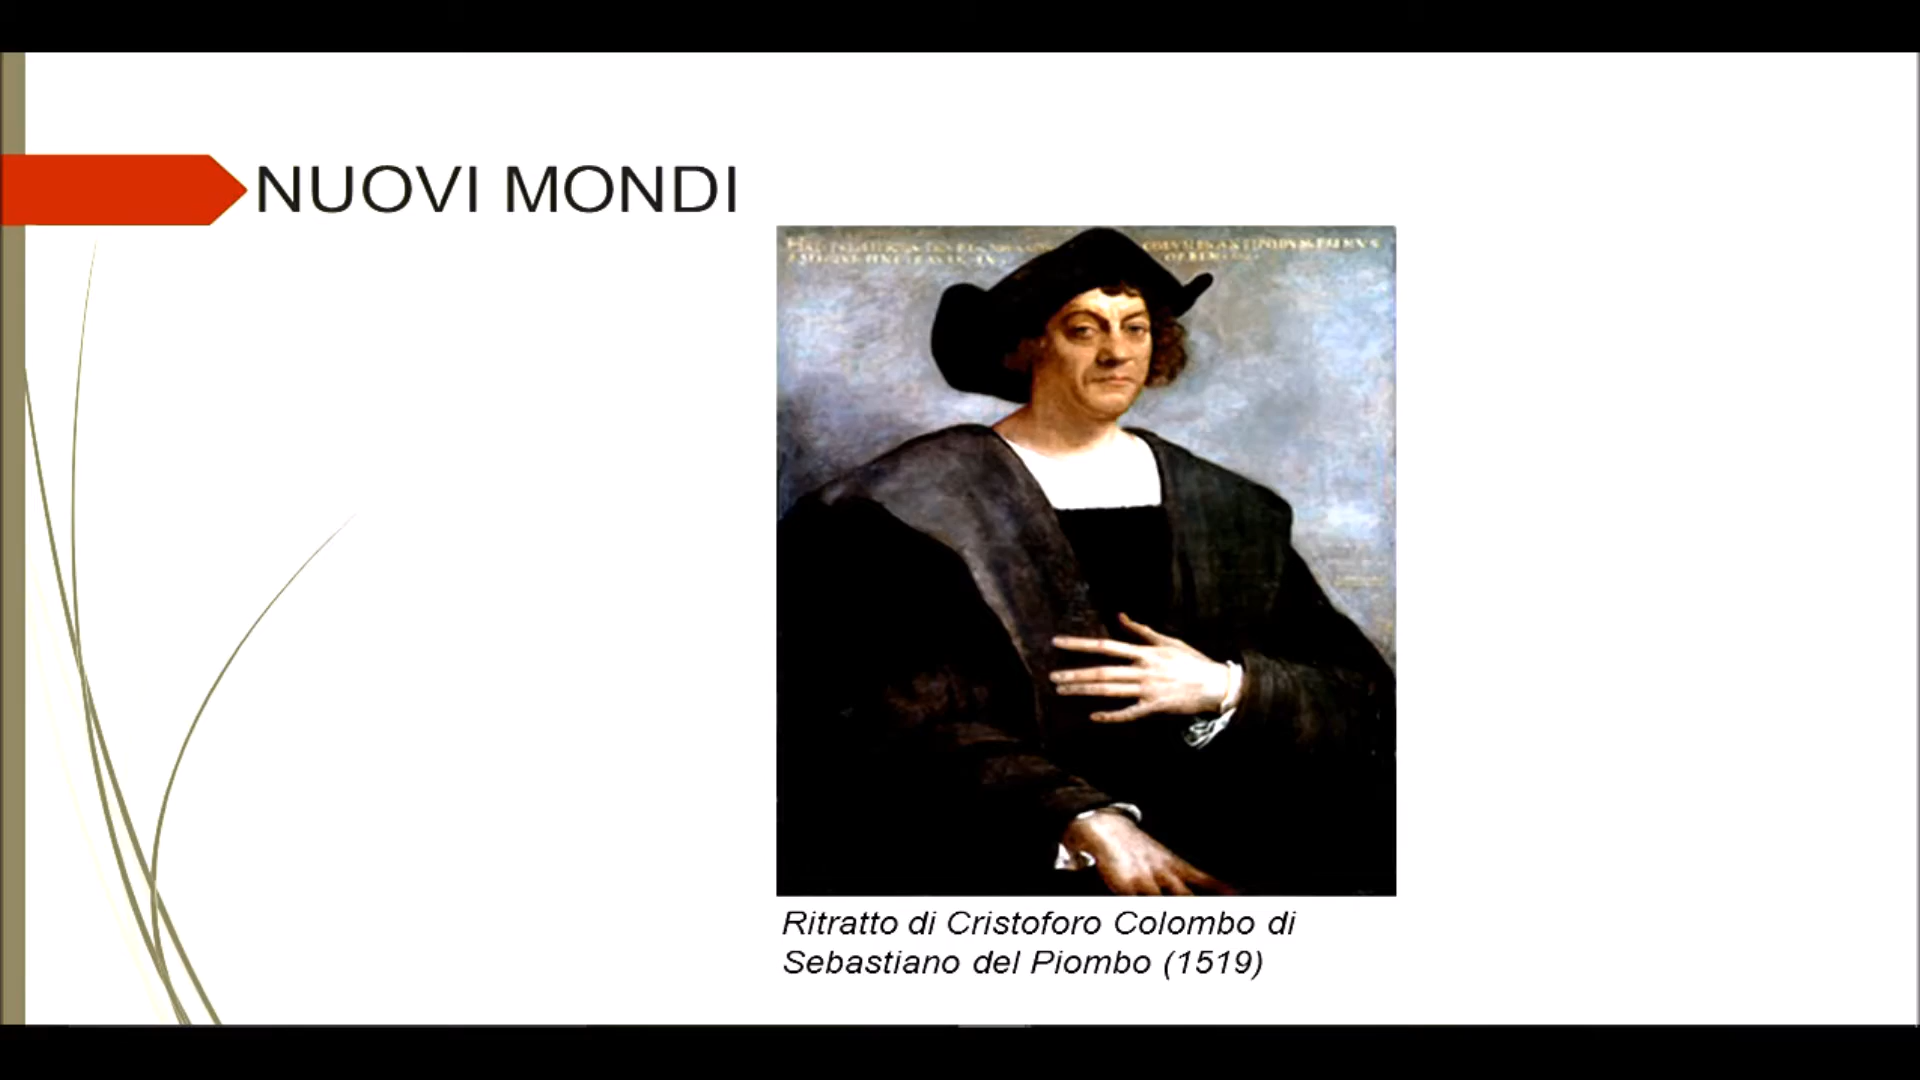 NUOVI MONDI
Ritratto di Cristoforo Colombo di
Sebastiano del Piombo (1519)